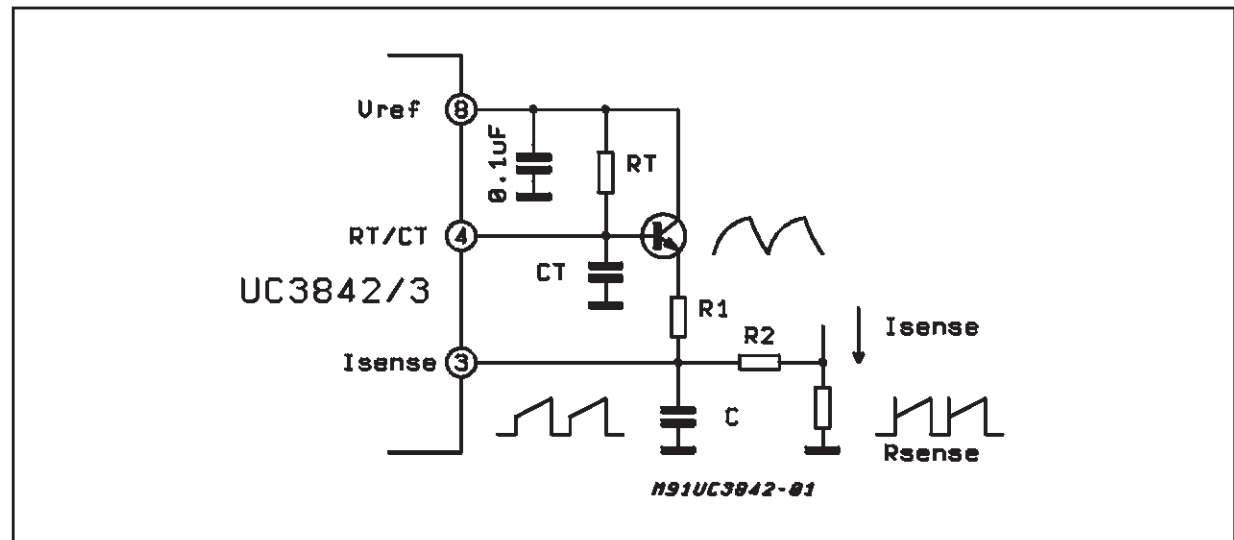 Vref 8
0.1uF
RT
RT/CT 4
CT
UC3842/3
R1
R2
Isense
Isense 3
C
Rsense
M91UC3842-01